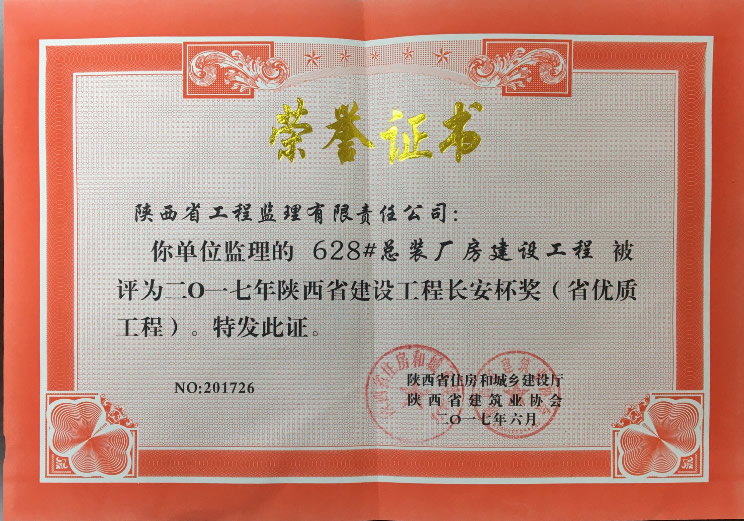 荣誉证书
陕西省工程监理有限责任公司:
你单位监理的 628#总装厂房建设工程 被
评为二O一七年陕西省建设工程长安杯奖(省优质
工程)。特发此证。
NO:201726
陕西省住房和城乡建设厅
陕西省建筑业协会
二O一七年六月